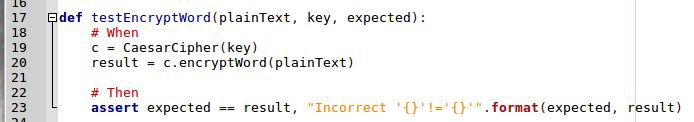 16
17 def testEncryptWord(plainText, key, expected):
18 # When
19 c = CaesarCipher(key)
20 result = c.encryptWord(plainText)
21
22 # Then
23 assert expected == result, "Incorrect '{}'!='{}'".format(expected, result)
24